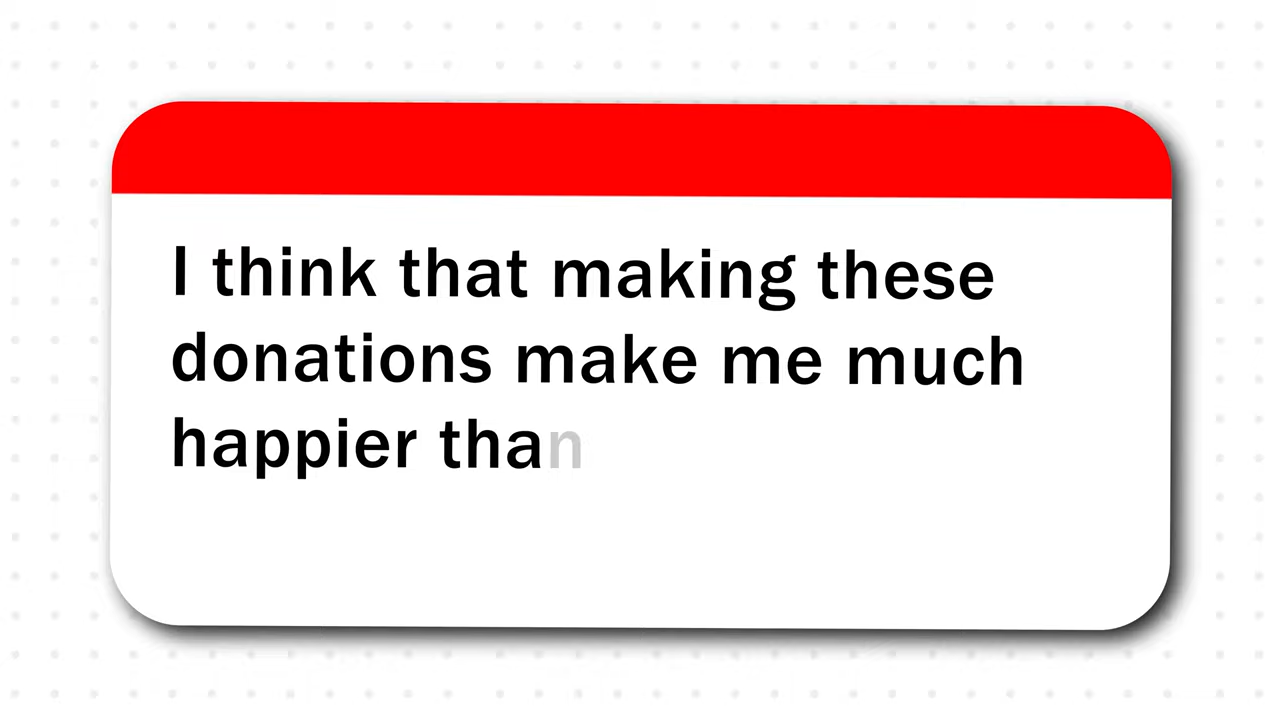 I think that making these
donations make me much
happier than